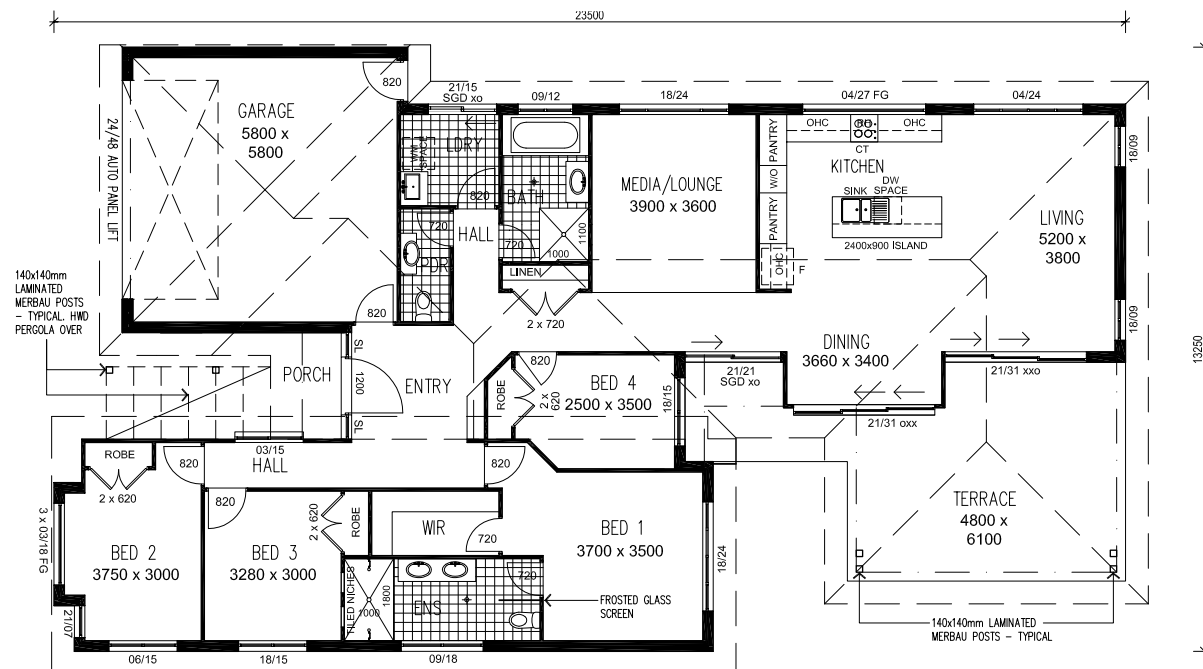 23500
820
21/15
SGD xo
09/12
18/24
04/27 FG
04/24
GARAGE
5800 x
5800
24/48 AUTO PANEL LIFT
LDRY
W/M
SPACE
820
BATH
MEDIA/LOUNGE
3900 x 3600
PANTRY
W/O
PANTRY
OHC
F
OHC
RH
OHC
CT
KITCHEN
SINK
DW
SPACE
2400x900 ISLAND
LIVING
5200 x
3800
18/09
18/09
13250
720
HALL
720
1000
1100
PDR
LINEN
2 x 720
140x140mm
LAMINATED
MERBAU POSTS
- TYPICAL. HWD
PERGOLA OVER
820
SL
1200
SL
PORCH
ENTRY
DINING
3660 x 3400
21/21
SGD xo
21/31 xxo
21/31 oxx
820
BED 4
2500 x 3500
ROBE
2 x 620
18/15
03/15
HALL
ROBE
2 x 620
820
820
820
3 x 03/18 FG
BED 2
3750 x 3000
BED 3
3280 x 3000
2 x 620
ROBE
WIR
720
BED 1
3700 x 3500
18/24
TERRACE
4800 x
6100
TILED NICHES
1000
1800
ENS
720
FROSTED GLASS
SCREEN
21/07
06/15
18/15
09/18
140x140mm LAMINATED
MERBAU POSTS - TYPICAL